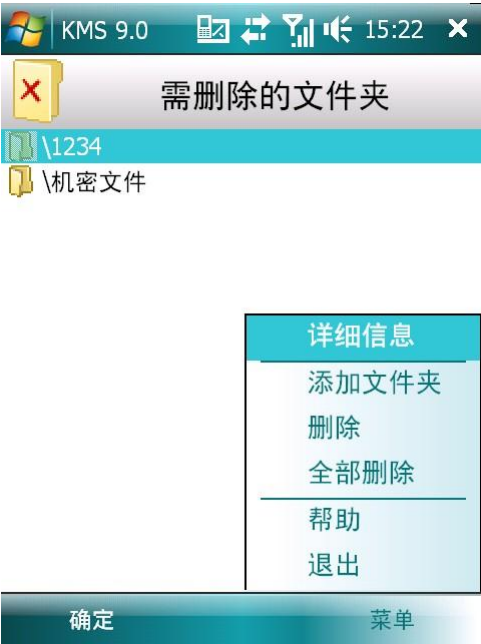 KMS 9.0 15:22
需删除的文件夹
\1234
\机密文件
详细信息
添加文件夹
删除
全部删除
帮助
退出
确定 菜单